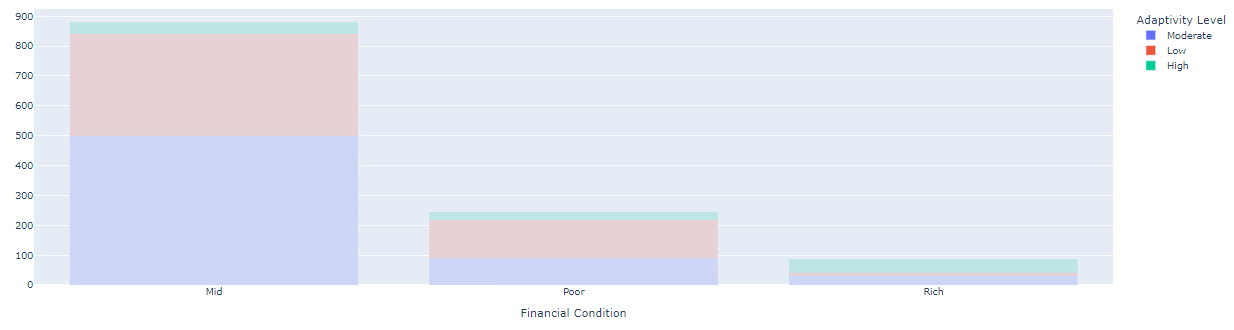 900
800
700
600
500
400
300
200
100
0
Mid
Poor
Rich
Financial Condition
Adaptivity Level
Moderate
Low
High